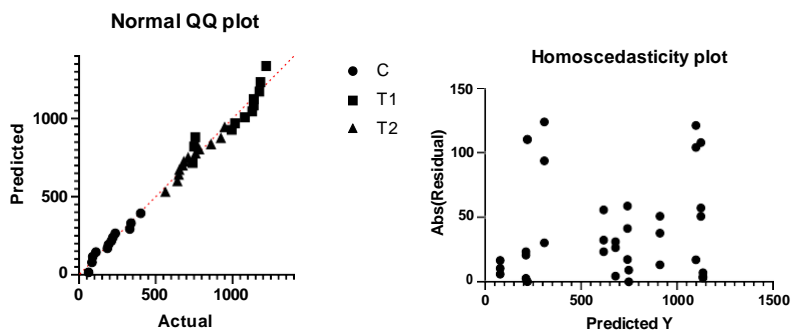 Normal QQ plot
Predicted
1000
500
0
0
500
1000
Actual
C
T1
T2
Homoscedasticity plot
Abs(Residual)
150
100
50
0
0
500
1000
1500
Predicted Y